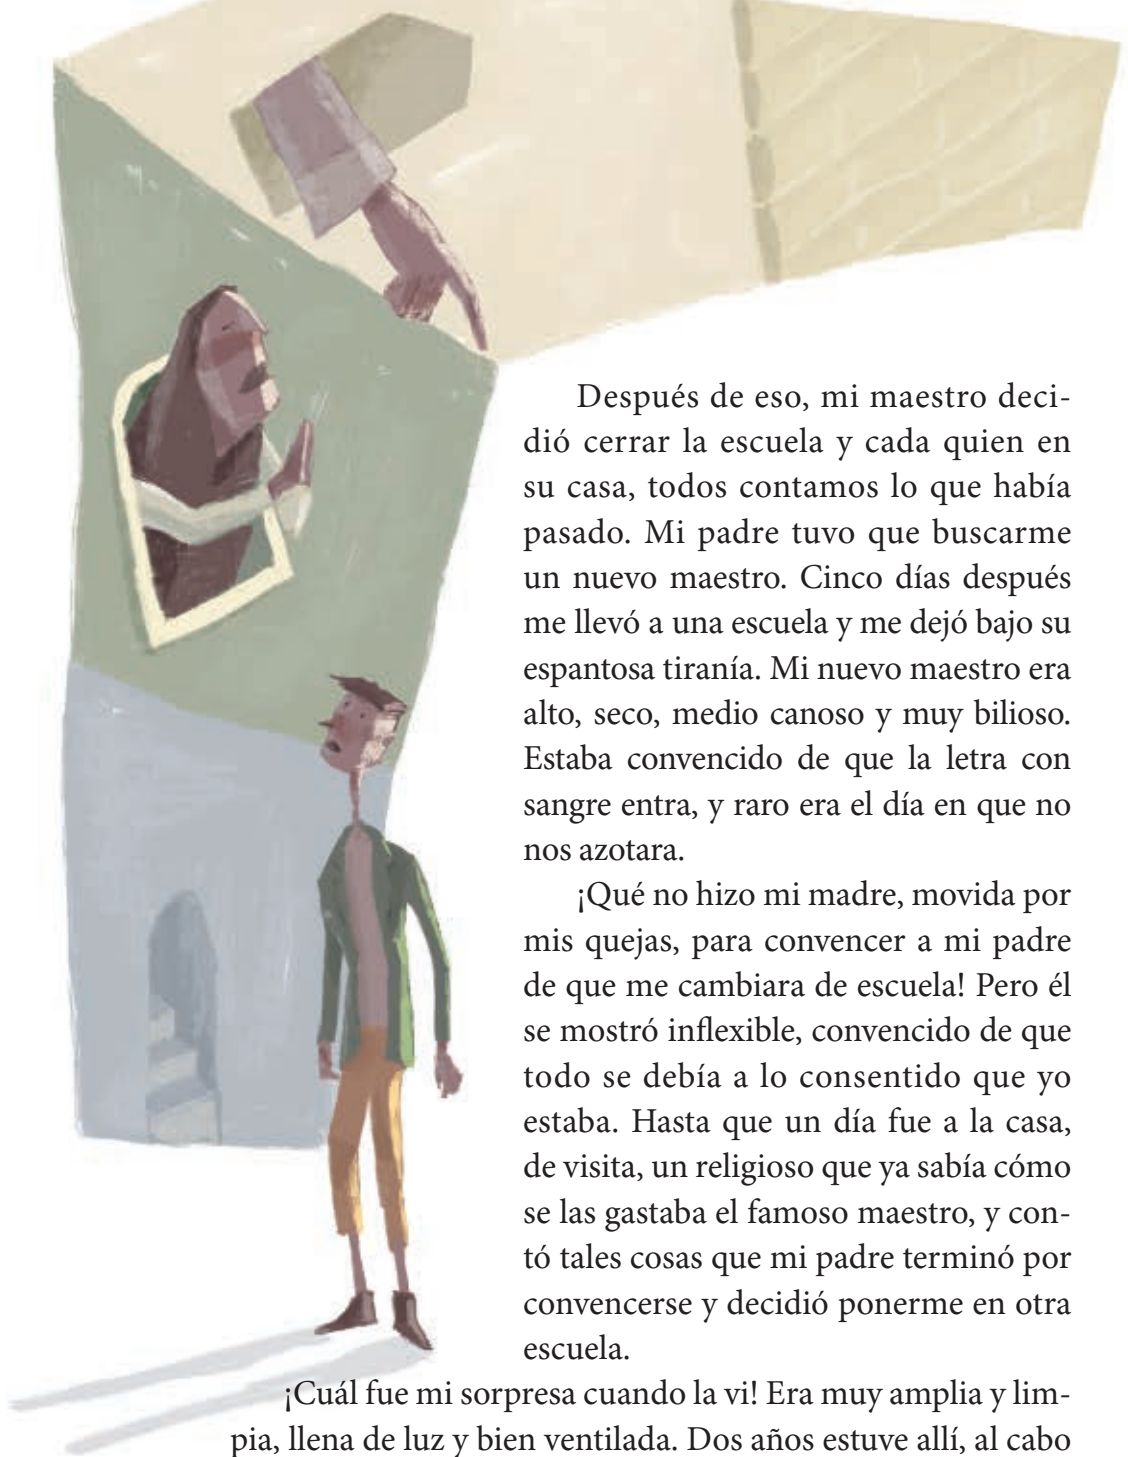 Después de eso, mi maestro deci-
dió cerrar la escuela y cada quien en
su casa, todos contamos lo que había
pasado. Mi padre tuvo que buscarme
un nuevo maestro. Cinco días después
me llevó a una escuela y me dejó bajo su
espantosa tiranía. Mi nuevo maestro era
alto, seco, medio canoso y muy bilioso.
Estaba convencido de que la letra con
sangre entra, y raro era el día en que no
nos azotara.
¡Qué no hizo mi madre, movida por
mis quejas, para convencer a mi padre
de que me cambiara de escuela! Pero él
se mostró inflexible, convencido de que
todo se debía a lo consentido que yo
estaba. Hasta que un día fue a la casa,
de visita, un religioso que ya sabía cómo
se las gastaba el famoso maestro, y con-
tó tales cosas que mi padre terminó por
convencerse y decidió ponerme en otra
escuela.
¡Cuál fue mi sorpresa cuando la vi! Era muy amplia y lim-
pia, llena de luz y bien ventilada. Dos años estuve allí, al cabo